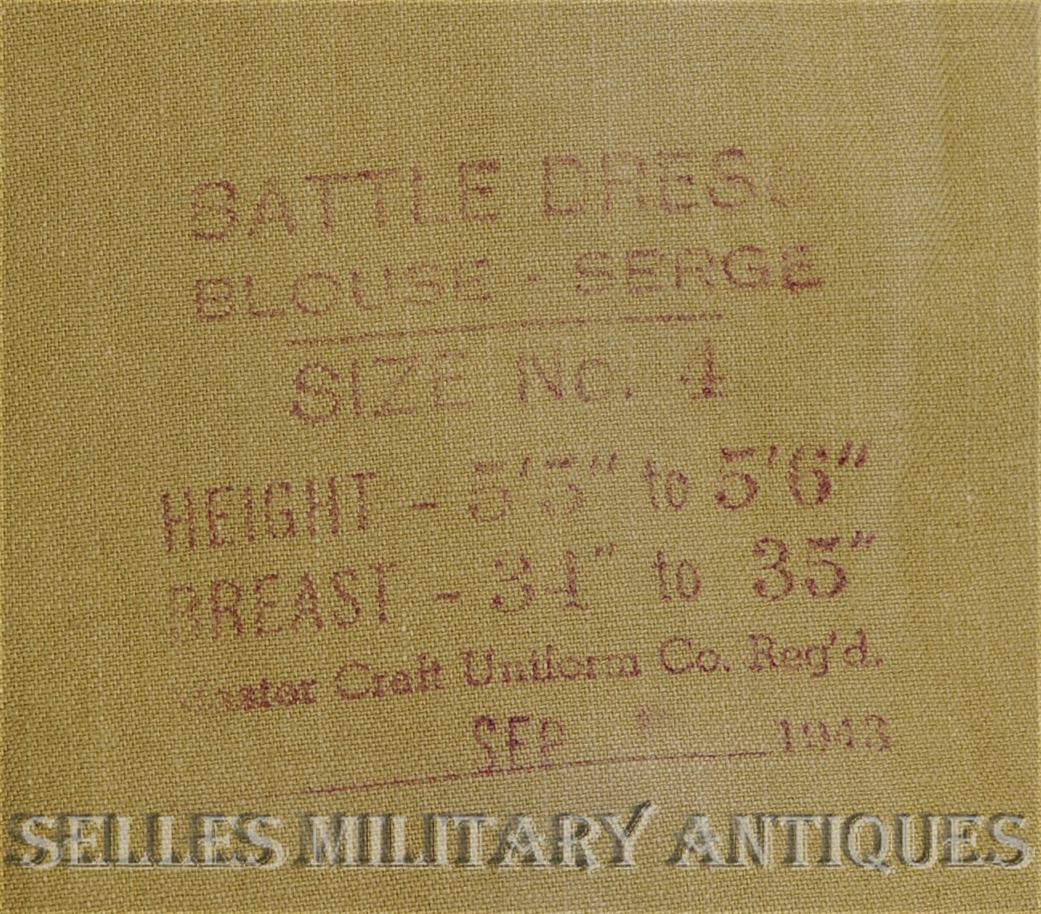 BATTLE DRESS
BLOUSE - SERGE
SIZE No. 4
HEIGHT - 5'5" to 5'6"
BREAST - 34" to 35"
Master Craft Uniform Co. Reg'd.
SEP 1943
SELLES MILITARY ANTIQUES